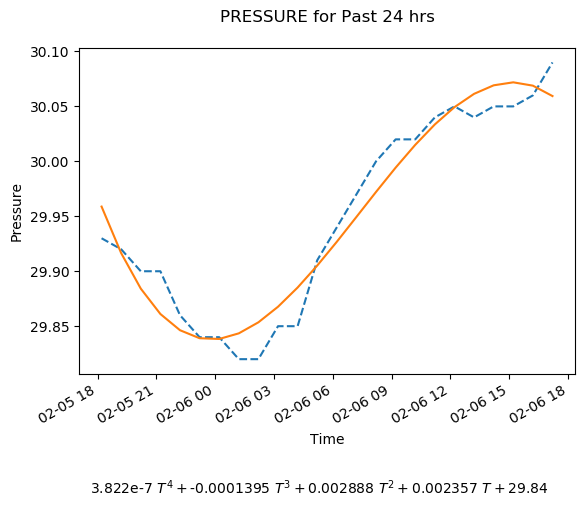 PRESSURE for Past 24 hrs
30.10
30.05
30.00
29.95
29.90
29.85
Pressure
02-05 18 02-05 21 02-06 00 02-06 03 02-06 06 02-06 09 02-06 12 02-06 15 02-06 18
Time
3.822e-7 T⁴ + -0.0001395 T³ + 0.002888 T² + 0.002357 T + 29.84